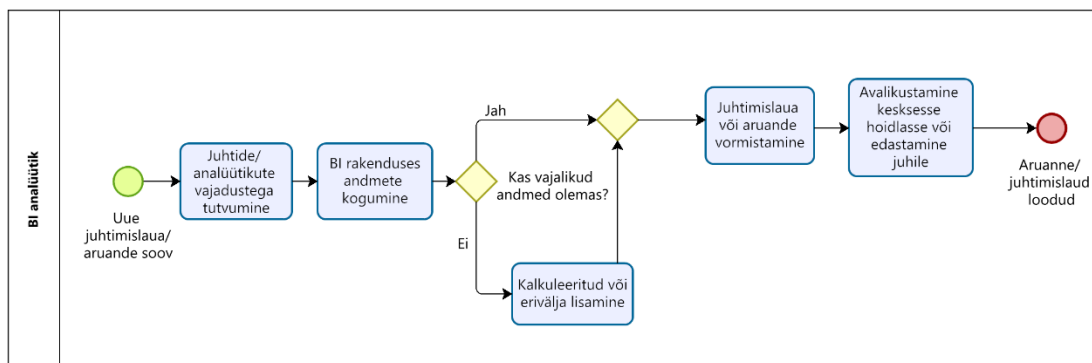 BI analüütik
Uue
juhtimislaua/
aruande soov
Juhtide/
analüütikute
vajadustega
tutvumine
BI rakenduses
andmete
kogumine
Kas vajalikud
andmed olemas?
Jah
Ei
Kalkuleeritud või
erivälja lisamine
Juhtimislaua
või aruande
vormistamine
Avalikustamine
kesksesse
hoidlasse või
edastamine
juhile
Aruanne/
juhtimislaud
loodud